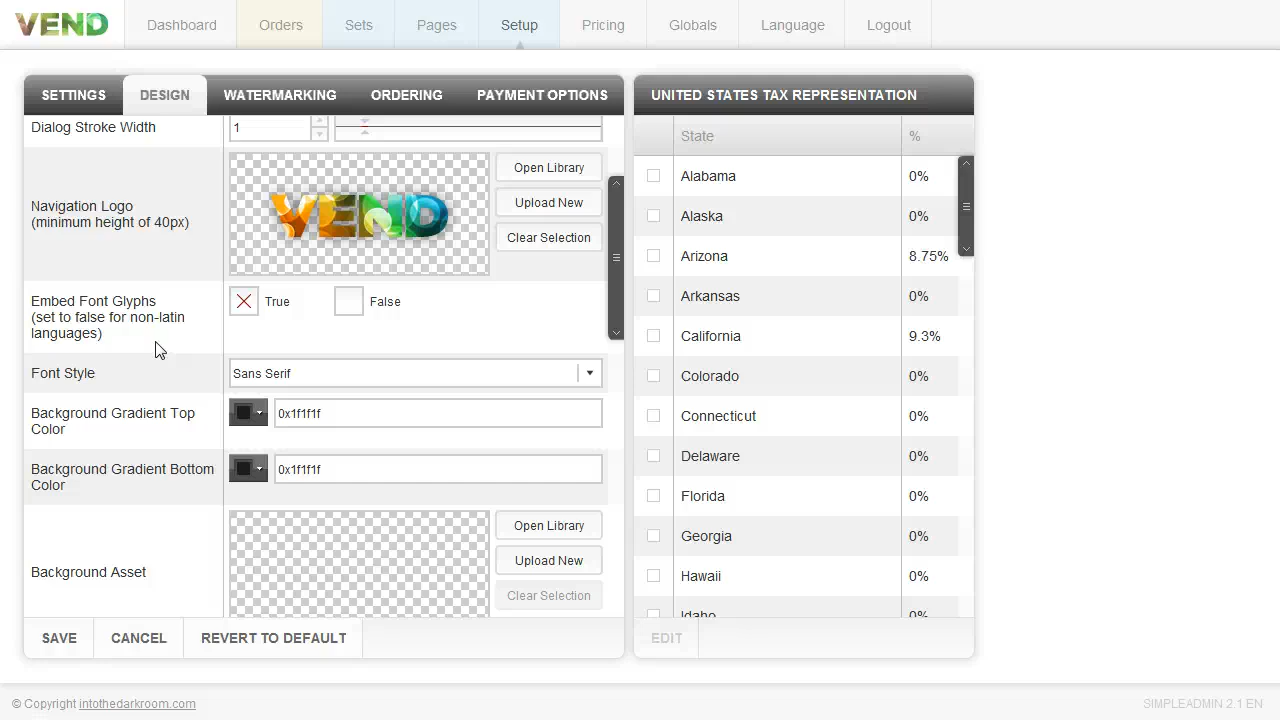 VEND
Dashboard
Orders
Sets
Pages
Setup
Pricing
Globals
Language
Logout
SETTINGS
DESIGN
WATERMARKING
ORDERING
PAYMENT OPTIONS
Dialog Stroke Width
1
Navigation Logo
(minimum height of 40px)
VEND
Open Library
Upload New
Clear Selection
Embed Font Glyphs
(set to false for non-latin
languages)
True
False
Font Style
Sans Serif
Background Gradient Top
Color
0x1f1f1f
Background Gradient Bottom
Color
0x1f1f1f
Background Asset
Open Library
Upload New
Clear Selection
SAVE
CANCEL
REVERT TO DEFAULT
UNITED STATES TAX REPRESENTATION
State %
Alabama 0%
Alaska 0%
Arizona 8.75%
Arkansas 0%
California 9.3%
Colorado 0%
Connecticut 0%
Delaware 0%
Florida 0%
Georgia 0%
Hawaii 0%
Idaho 0%
EDIT
© Copyright intothedarkroom.com
SIMPLEADMIN 2.1 EN